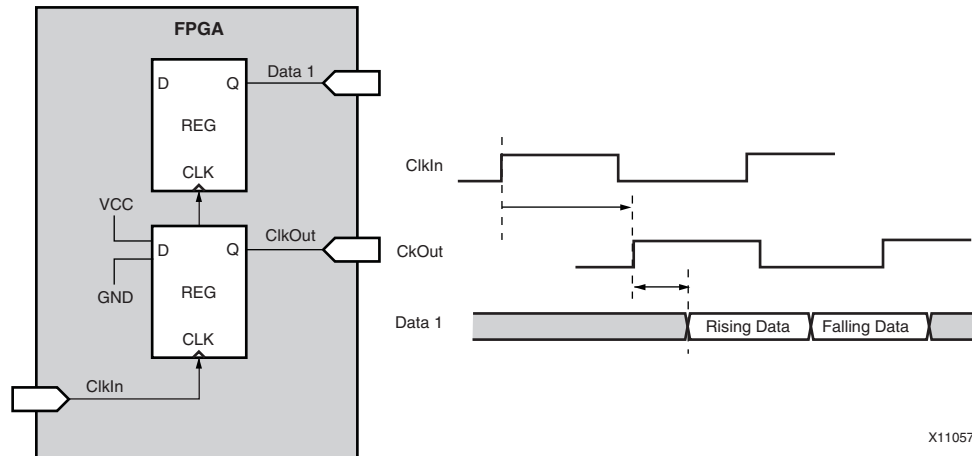 FPGA
D Q
Data 1
REG
CLK
VCC
D Q
ClkOut
GND
REG
CLK
ClkIn
ClkIn
CkOut
Data 1
Rising Data
Falling Data
X11057